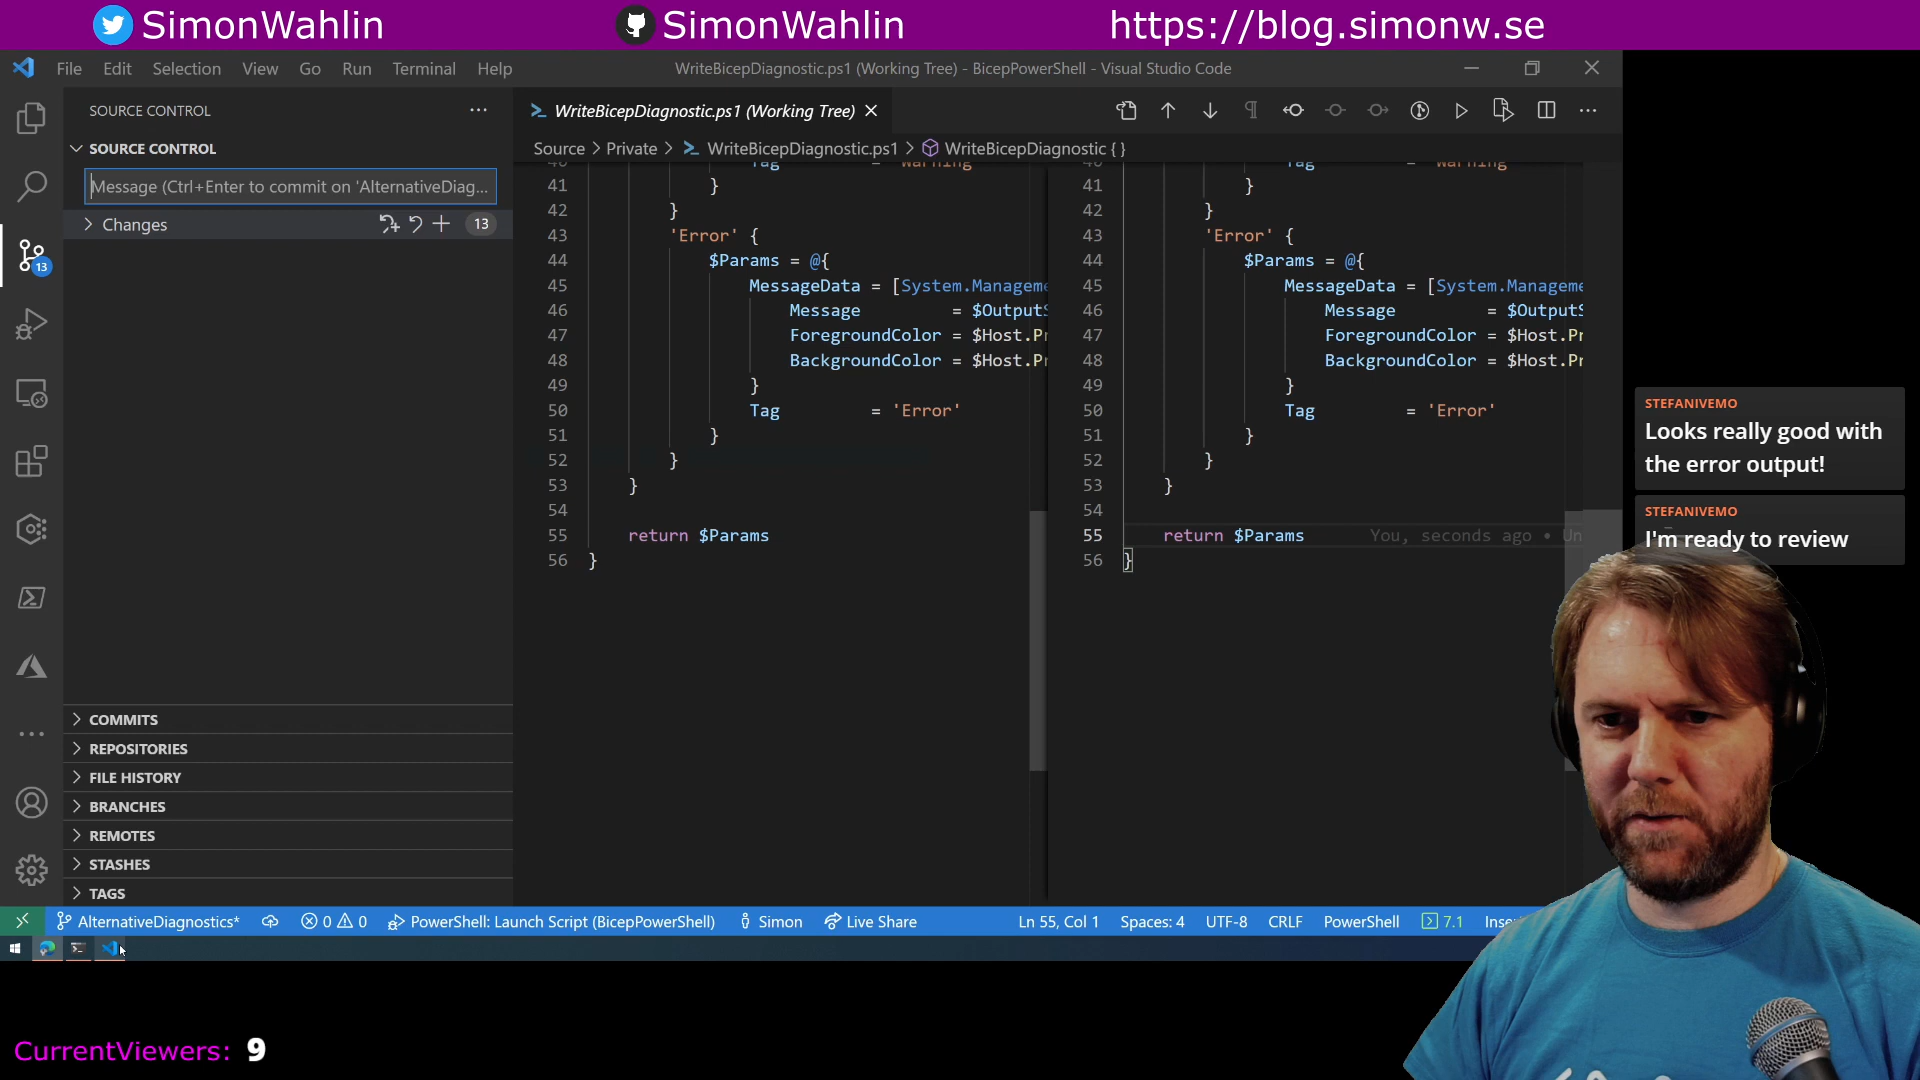 SimonWahlin
SimonWahlin
https://blog.simonw.se
File Edit Selection View Go Run Terminal Help
WriteBicepDiagnostic.ps1 (Working Tree) - BicepPowerShell - Visual Studio Code
SOURCE CONTROL
WriteBicepDiagnostic.ps1 (Working Tree)
SOURCE CONTROL
Source > Private > WriteBicepDiagnostic.ps1 > WriteBicepDiagnostic { }
Message (Ctrl+Enter to commit on 'AlternativeDiag...
Changes 13
13
40 Tag = 'Warning'
41 }
42 }
43 'Error' {
44 $Params = @{
45 MessageData = [System.Manageme
46 Message = $OutputS
47 ForegroundColor = $Host.Pr
48 BackgroundColor = $Host.Pr
49 }
50 Tag = 'Error'
51 }
52 }
53 }
54
55 return $Params
56 }
40 Tag = 'Warning'
41 }
42 }
43 'Error' {
44 $Params = @{
45 MessageData = [System.Manageme
46 Message = $OutputS
47 ForegroundColor = $Host.Pr
48 BackgroundColor = $Host.Pr
49 }
50 Tag = 'Error'
51 }
52 }
53 }
54
55 return $Params You, seconds ago • Un
56 }
STEFANIVEMO
Looks really good with
the error output!
STEFANIVEMO
I'm ready to review
COMMITS
REPOSITORIES
FILE HISTORY
BRANCHES
REMOTES
STASHES
TAGS
AlternativeDiagnostics* 0 0 PowerShell: Launch Script (BicepPowerShell) Simon Live Share Ln 55, Col 1 Spaces: 4 UTF-8 CRLF PowerShell 7.1
CurrentViewers: 9